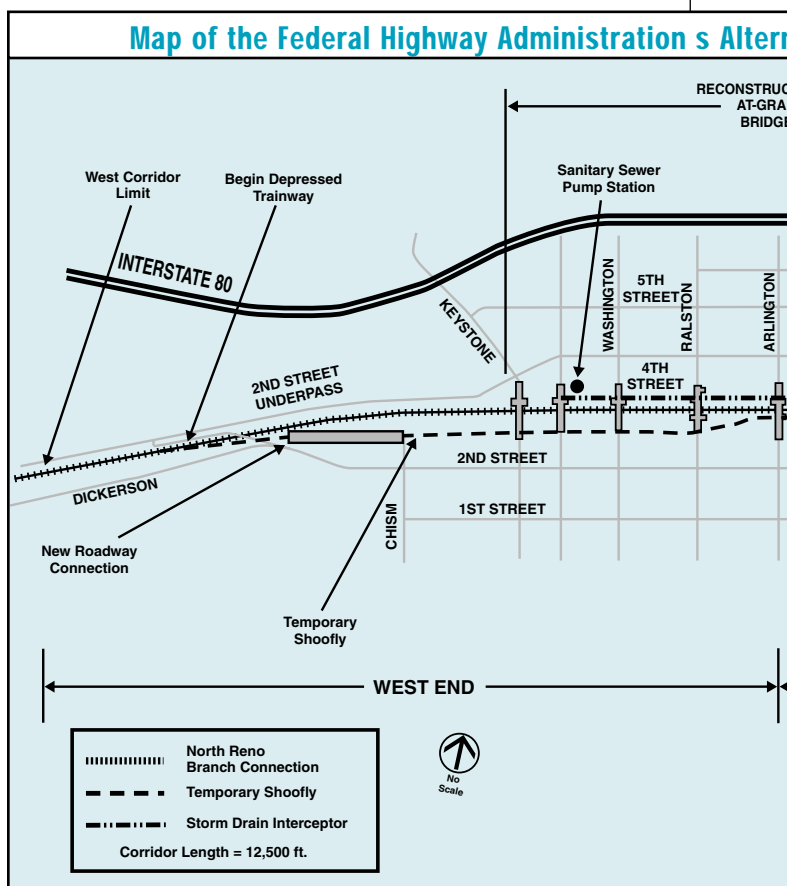 Map of the Federal Highway Administration s Altern
RECONSTRUC
AT-GRA
BRIDGE
West Corridor
Limit
Begin Depressed
Trainway
Sanitary Sewer
Pump Station
INTERSTATE 80
KEYSTONE
WASHINGTON
5TH
STREET
RALSTON
ARLINGTON
2ND STREET
UNDERPASS
4TH
STREET
2ND STREET
DICKERSON
1ST STREET
CHISM
New Roadway
Connection
Temporary
Shoofly
WEST END
North Reno
Branch Connection
Temporary Shoofly
Storm Drain Interceptor
Corridor Length = 12,500 ft.
No
Scale